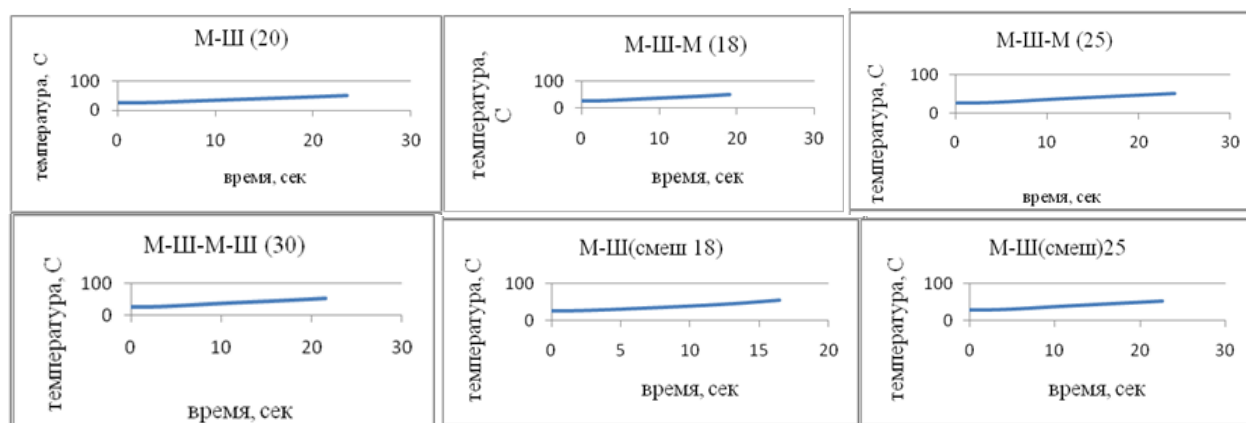 М-Ш (20)
температура, С
100
0
0 10 20 30
время, сек
М-Ш-М (18)
температура,
С
100
0
0 10 20 30
время, сек
М-Ш-М (25)
температура, С
100
0
0 10 20 30
время, сек
М-Ш-М-Ш (30)
температура, С
100
0
0 10 20 30
время, сек
М-Ш(смеш 18)
температура, С
100
0
0 5 10 15 20
время, сек
М-Ш(смеш)25
температура, С
100
0
0 10 20 30
время, сек